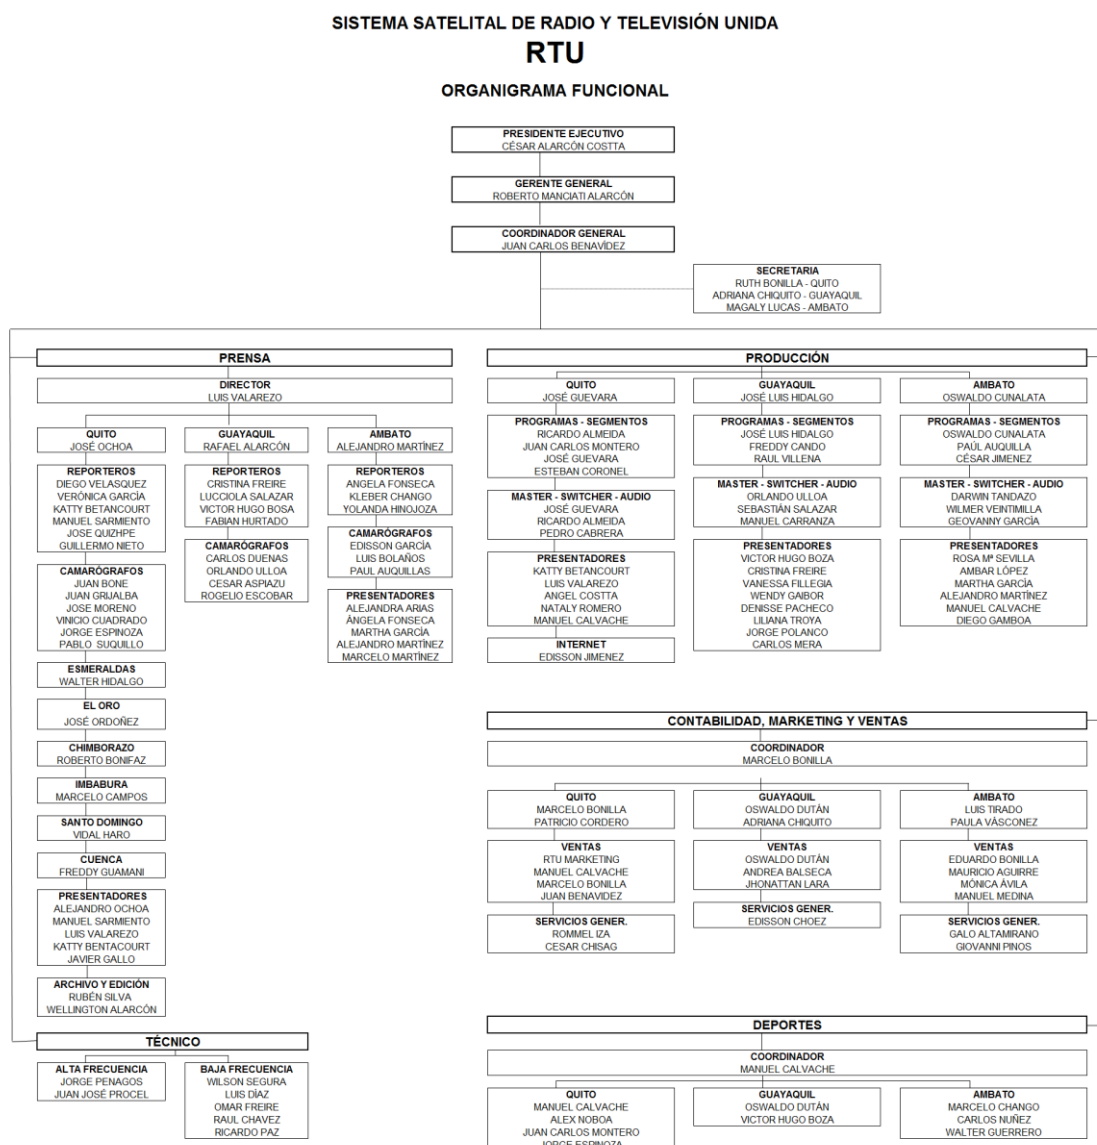 SISTEMA SATELITAL DE RADIO Y TELEVISIÓN UNIDA
RTU
ORGANIGRAMA FUNCIONAL
PRESIDENTE EJECUTIVO
CÉSAR ALARCÓN COSTTA
GERENTE GENERAL
ROBERTO MANCIATI ALARCÓN
COORDINADOR GENERAL
JUAN CARLOS BENAVÍDEZ
SECRETARIA
RUTH BONILLA - QUITO
ADRIANA CHIQUITO - GUAYAQUIL
MAGALY LUCAS - AMBATO
PRENSA
DIRECTOR
LUIS VALAREZO
QUITO
JOSÉ OCHOA
REPORTEROS
DIEGO VELASQUEZ
VERÓNICA GARCÍA
KATTY BETANCOURT
MANUEL SARMIENTO
JOSE QUIZHPE
GUILLERMO NIETO
CAMARÓGRAFOS
JUAN BONE
JUAN GRIJALBA
JOSE MORENO
VINICIO CUADRADO
JORGE ESPINOZA
PABLO SUQUILLO
ESMERALDAS
WALTER HIDALGO
EL ORO
JOSÉ ORDOÑEZ
CHIMBORAZO
ROBERTO BONIFAZ
IMBABURA
MARCELO CAMPOS
SANTO DOMINGO
VIDAL HARO
CUENCA
FREDDY GUAMANI
PRESENTADORES
ALEJANDRO OCHOA
MANUEL SARMIENTO
LUIS VALAREZO
KATTY BENTACOURT
JAVIER GALLO
ARCHIVO Y EDICIÓN
RUBÉN SILVA
WELLINGTON ALARCÓN
GUAYAQUIL
RAFAEL ALARCÓN
REPORTEROS
CRISTINA FREIRE
LUCCIOLA SALAZAR
VICTOR HUGO BOSA
FABIAN HURTADO
CAMARÓGRAFOS
CARLOS DUENAS
ORLANDO ULLOA
CESAR ASPIAZU
ROGELIO ESCOBAR
AMBATO
ALEJANDRO MARTÍNEZ
REPORTEROS
ANGELA FONSECA
KLEBER CHANGO
YOLANDA HINOJOZA
CAMARÓGRAFOS
EDISSON GARCÍA
LUIS BOLAÑOS
PAUL AUQUILLAS
PRESENTADORES
ALEJANDRA ARIAS
ÁNGELA FONSECA
MARTHA GARCÍA
ALEJANDRO MARTÍNEZ
MARCELO MARTÍNEZ
PRODUCCIÓN
QUITO
JOSÉ GUEVARA
PROGRAMAS - SEGMENTOS
RICARDO ALMEIDA
JUAN CARLOS MONTERO
JOSÉ GUEVARA
ESTEBAN CORONEL
MASTER - SWITCHER - AUDIO
JOSÉ GUEVARA
RICARDO ALMEIDA
PEDRO CABRERA
PRESENTADORES
KATTY BETANCOURT
LUIS VALAREZO
ANGEL COSTTA
NATALY ROMERO
MANUEL CALVACHE
INTERNET
EDISSON JIMENEZ
GUAYAQUIL
JOSÉ LUIS HIDALGO
PROGRAMAS - SEGMENTOS
JOSÉ LUIS HIDALGO
FREDDY CANDO
RAUL VILLENA
MASTER - SWITCHER - AUDIO
ORLANDO ULLOA
SEBASTIÁN SALAZAR
MANUEL CARRANZA
PRESENTADORES
VICTOR HUGO BOZA
CRISTINA FREIRE
VANESSA FILLEGIA
WENDY GAIBOR
DENISSE PACHECO
LILIANA TROYA
JORGE POLANCO
CARLOS MERA
AMBATO
OSWALDO CUNALATA
PROGRAMAS - SEGMENTOS
OSWALDO CUNALATA
PAÚL AUQUILLA
CÉSAR JIMENEZ
MASTER - SWITCHER - AUDIO
DARWIN TANDAZO
WILMER VEINTIMILLA
GEOVANNY GARCÍA
PRESENTADORES
ROSA Mª SEVILLA
AMBAR LÓPEZ
MARTHA GARCÍA
ALEJANDRO MARTÍNEZ
MANUEL CALVACHE
DIEGO GAMBOA
CONTABILIDAD, MARKETING Y VENTAS
COORDINADOR
MARCELO BONILLA
QUITO
MARCELO BONILLA
PATRICIO CORDERO
VENTAS
RTU MARKETING
MANUEL CALVACHE
MARCELO BONILLA
JUAN BENAVIDEZ
SERVICIOS GENER.
ROMMEL IZA
CESAR CHISAG
GUAYAQUIL
OSWALDO DUTÁN
ADRIANA CHIQUITO
VENTAS
OSWALDO DUTÁN
ANDREA BALSECA
JHONATTAN LARA
SERVICIOS GENER.
EDISSON CHOEZ
AMBATO
LUIS TIRADO
PAULA VÁSCONEZ
VENTAS
EDUARDO BONILLA
MAURICIO AGUIRRE
MÓNICA ÁVILA
MANUEL MEDINA
SERVICIOS GENER.
GALO ALTAMIRANO
GIOVANNI PINOS
TÉCNICO
ALTA FRECUENCIA
JORGE PENAGOS
JUAN JOSÉ PROCEL
BAJA FRECUENCIA
WILSON SEGURA
LUIS DÍAZ
OMAR FREIRE
RAUL CHAVEZ
RICARDO PAZ
DEPORTES
COORDINADOR
MANUEL CALVACHE
QUITO
MANUEL CALVACHE
ALEX NOBOA
JUAN CARLOS MONTERO
JORGE ESPINOZA
GUAYAQUIL
OSWALDO DUTÁN
VICTOR HUGO BOZA
AMBATO
MARCELO CHANGO
CARLOS NUÑEZ
WALTER GUERRERO